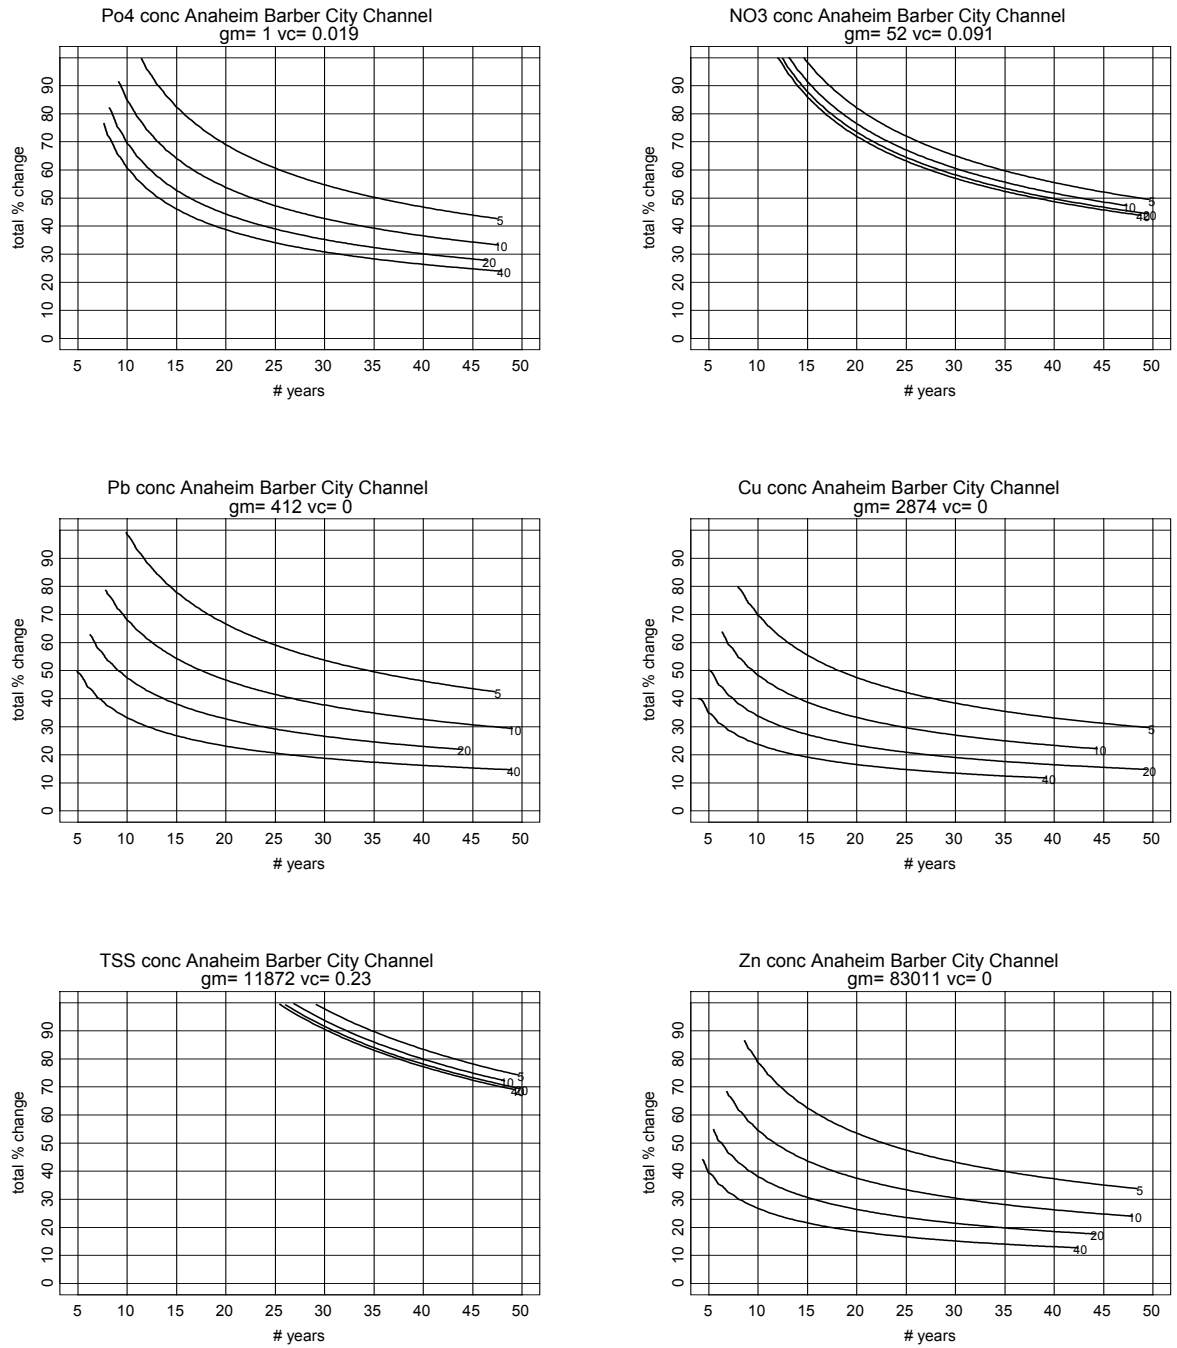 Po4 conc Anaheim Barber City Channel
gm= 1 vc= 0.019
total % change
0 10 20 30 40 50 60 70 80 90
5
10
20
40
5 10 15 20 25 30 35 40 45 50
# years
NO3 conc Anaheim Barber City Channel
gm= 52 vc= 0.091
total % change
0 10 20 30 40 50 60 70 80 90
5
10
20
40
5 10 15 20 25 30 35 40 45 50
# years
Pb conc Anaheim Barber City Channel
gm= 412 vc= 0
total % change
0 10 20 30 40 50 60 70 80 90
5
10
20
40
5 10 15 20 25 30 35 40 45 50
# years
Cu conc Anaheim Barber City Channel
gm= 2874 vc= 0
total % change
0 10 20 30 40 50 60 70 80 90
5
10
20
40
5 10 15 20 25 30 35 40 45 50
# years
TSS conc Anaheim Barber City Channel
gm= 11872 vc= 0.23
total % change
0 10 20 30 40 50 60 70 80 90
5
10
20
40
5 10 15 20 25 30 35 40 45 50
# years
Zn conc Anaheim Barber City Channel
gm= 83011 vc= 0
total % change
0 10 20 30 40 50 60 70 80 90
5
10
20
40
5 10 15 20 25 30 35 40 45 50
# years